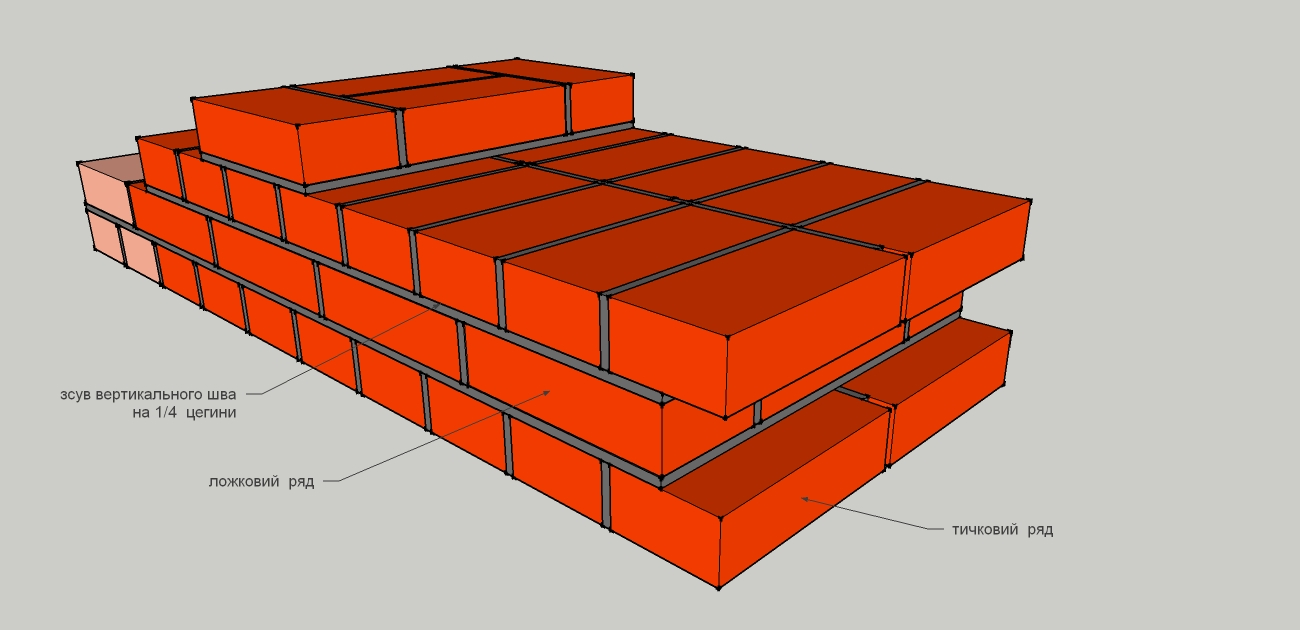 зсув вертикального шва
на 1/4 цегини
ложковий ряд
тичковий ряд